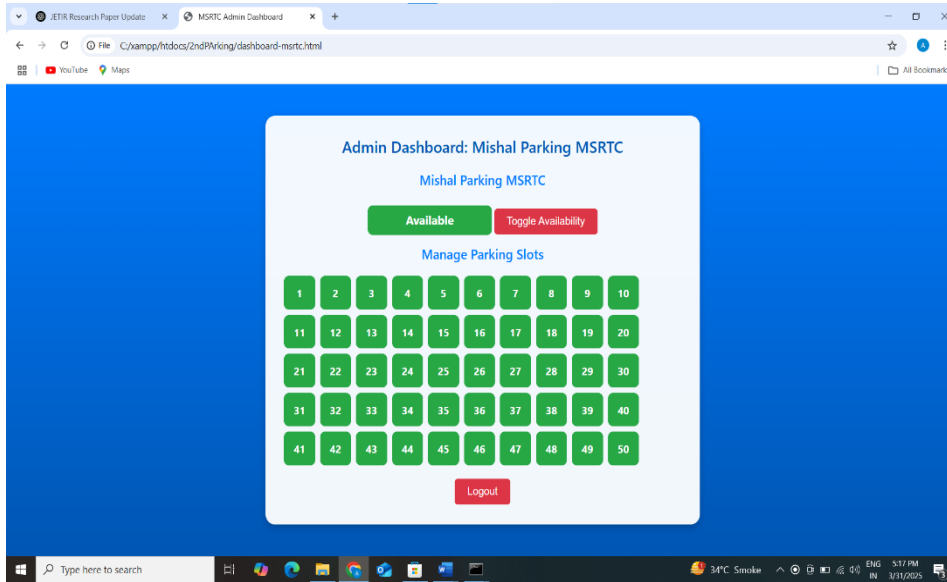 JETIR Research Paper Update
MSRTC Admin Dashboard
File
C:/xampp/htdocs/2ndPArking/dashboard-msrtc.html
A
YouTube
Maps
All Bookmark
Admin Dashboard: Mishal Parking MSRTC
Mishal Parking MSRTC
Available
Toggle Availability
Manage Parking Slots
1 2 3 4 5 6 7 8 9 10
11 12 13 14 15 16 17 18 19 20
21 22 23 24 25 26 27 28 29 30
31 32 33 34 35 36 37 38 39 40
41 42 43 44 45 46 47 48 49 50
Logout
Type here to search
34°C Smoke
ENG
IN
5:17 PM
3/31/2025